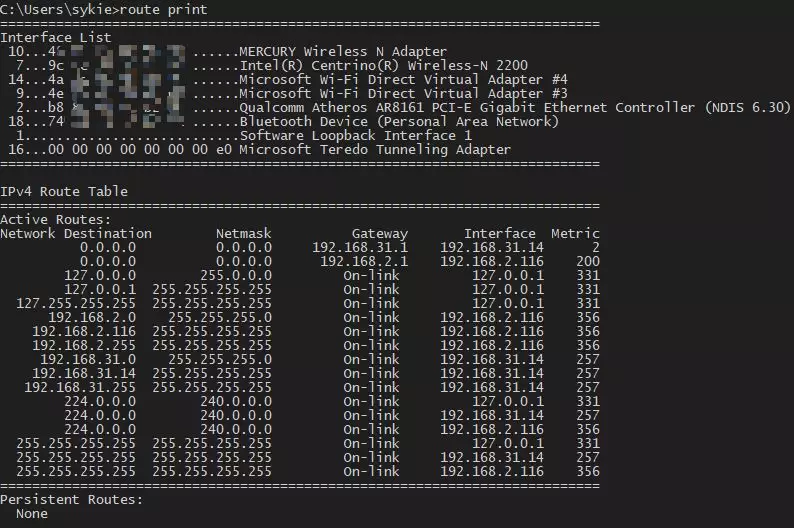 C:\Users\sykie>route print
===========================================================================
Interface List
 10...4                 ......MERCURY Wireless N Adapter
  7...9c                ......Intel(R) Centrino(R) Wireless-N 2200
 14...4a                ......Microsoft Wi-Fi Direct Virtual Adapter #4
  9...4e                ......Microsoft Wi-Fi Direct Virtual Adapter #3
  2...b8                ......Qualcomm Atheros AR8161 PCI-E Gigabit Ethernet Controller (NDIS 6.30)
 18...74                ......Bluetooth Device (Personal Area Network)
  1...........................Software Loopback Interface 1
 16...00 00 00 00 00 00 00 e0 Microsoft Teredo Tunneling Adapter
===========================================================================
IPv4 Route Table
===========================================================================
Active Routes:
Network Destination        Netmask          Gateway       Interface  Metric
          0.0.0.0          0.0.0.0     192.168.31.1    192.168.31.14      2
          0.0.0.0          0.0.0.0      192.168.2.1    192.168.2.116    200
        127.0.0.0        255.0.0.0         On-link         127.0.0.1    331
        127.0.0.1  255.255.255.255         On-link         127.0.0.1    331
  127.255.255.255  255.255.255.255         On-link         127.0.0.1    331
      192.168.2.0    255.255.255.0         On-link     192.168.2.116    356
    192.168.2.116  255.255.255.255         On-link     192.168.2.116    356
    192.168.2.255  255.255.255.255         On-link     192.168.2.116    356
     192.168.31.0    255.255.255.0         On-link     192.168.31.14    257
    192.168.31.14  255.255.255.255         On-link     192.168.31.14    257
   192.168.31.255  255.255.255.255         On-link     192.168.31.14    257
        224.0.0.0        240.0.0.0         On-link         127.0.0.1    331
        224.0.0.0        240.0.0.0         On-link     192.168.31.14    257
        224.0.0.0        240.0.0.0         On-link     192.168.2.116    356
  255.255.255.255  255.255.255.255         On-link         127.0.0.1    331
  255.255.255.255  255.255.255.255         On-link     192.168.31.14    257
  255.255.255.255  255.255.255.255         On-link     192.168.2.116    356
===========================================================================
Persistent Routes:
  None